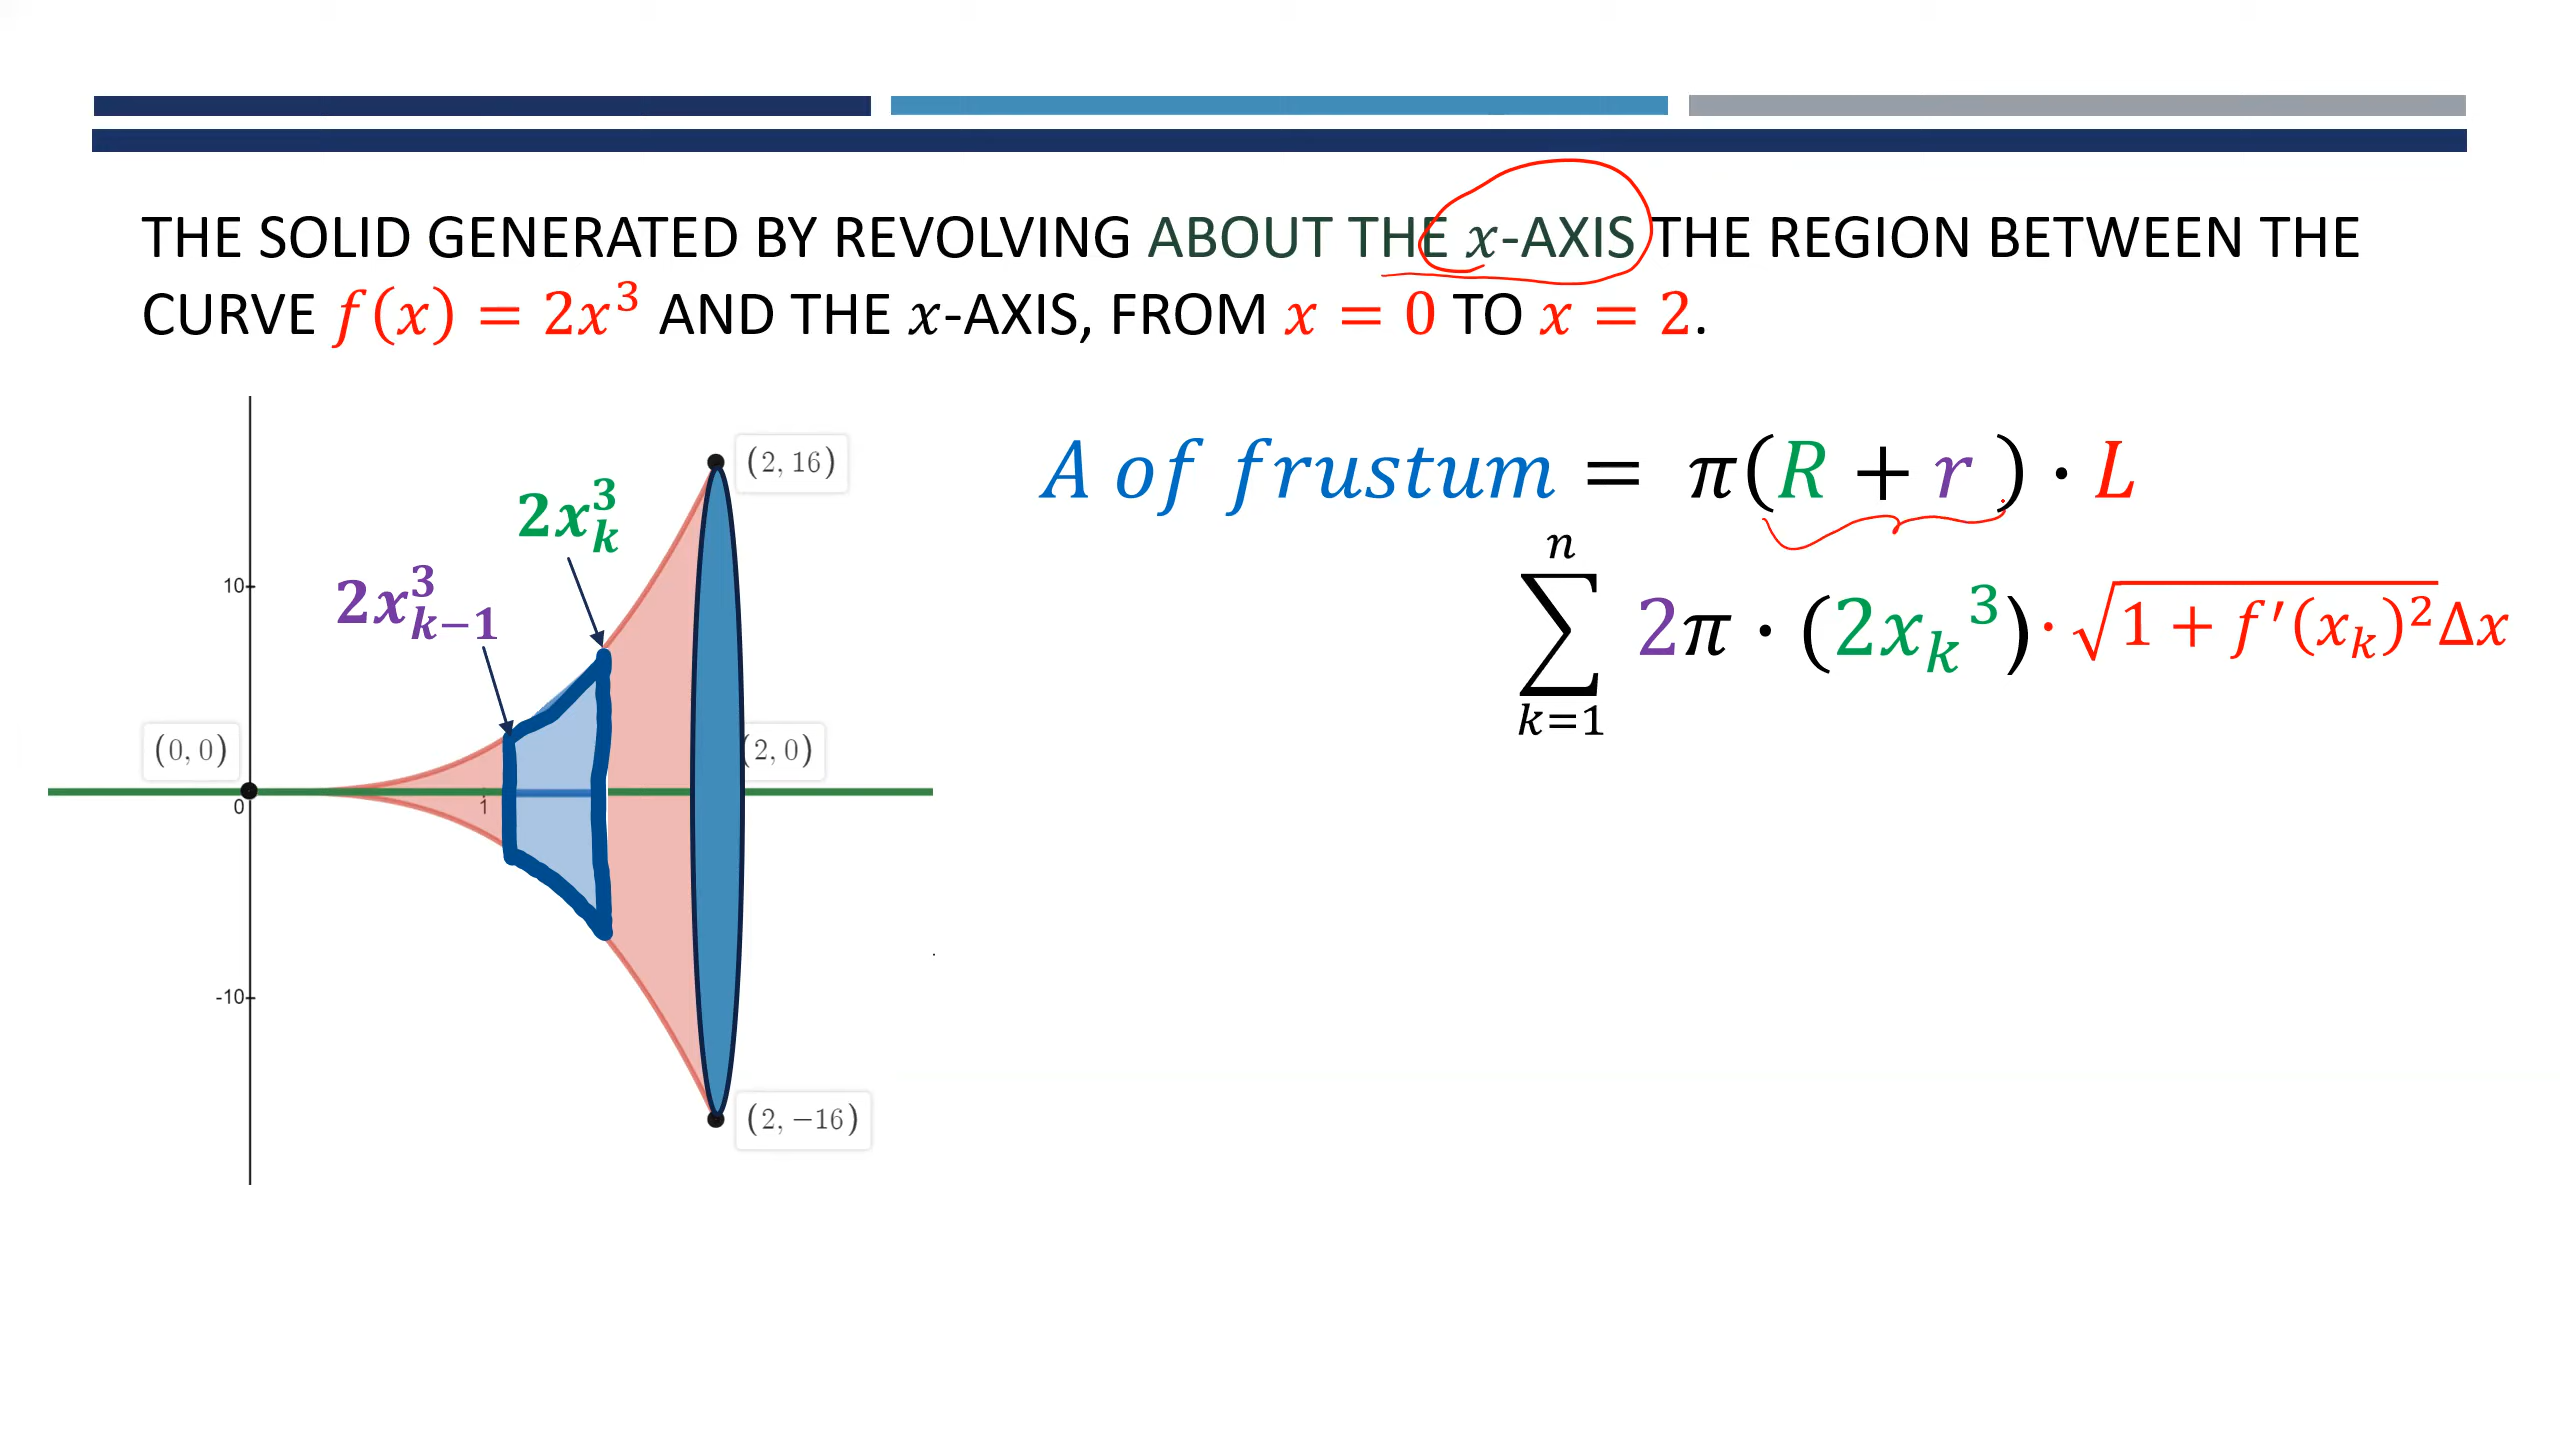 THE SOLID GENERATED BY REVOLVING ABOUT THE x-AXIS THE REGION BETWEEN THE
CURVE f(x) = 2x³ AND THE x-AXIS, FROM x = 0 TO x = 2.
(2, 16)
2x_k^3
10
2x_{k-1}^3
(0, 0)
(2, 0)
0
1
-10
(2, −16)
A of frustum = π(R + r ) · L
\sum_{k=1}^{n} 2π · (2x_k^3) · √(1 + f′(x_k)²) Δx